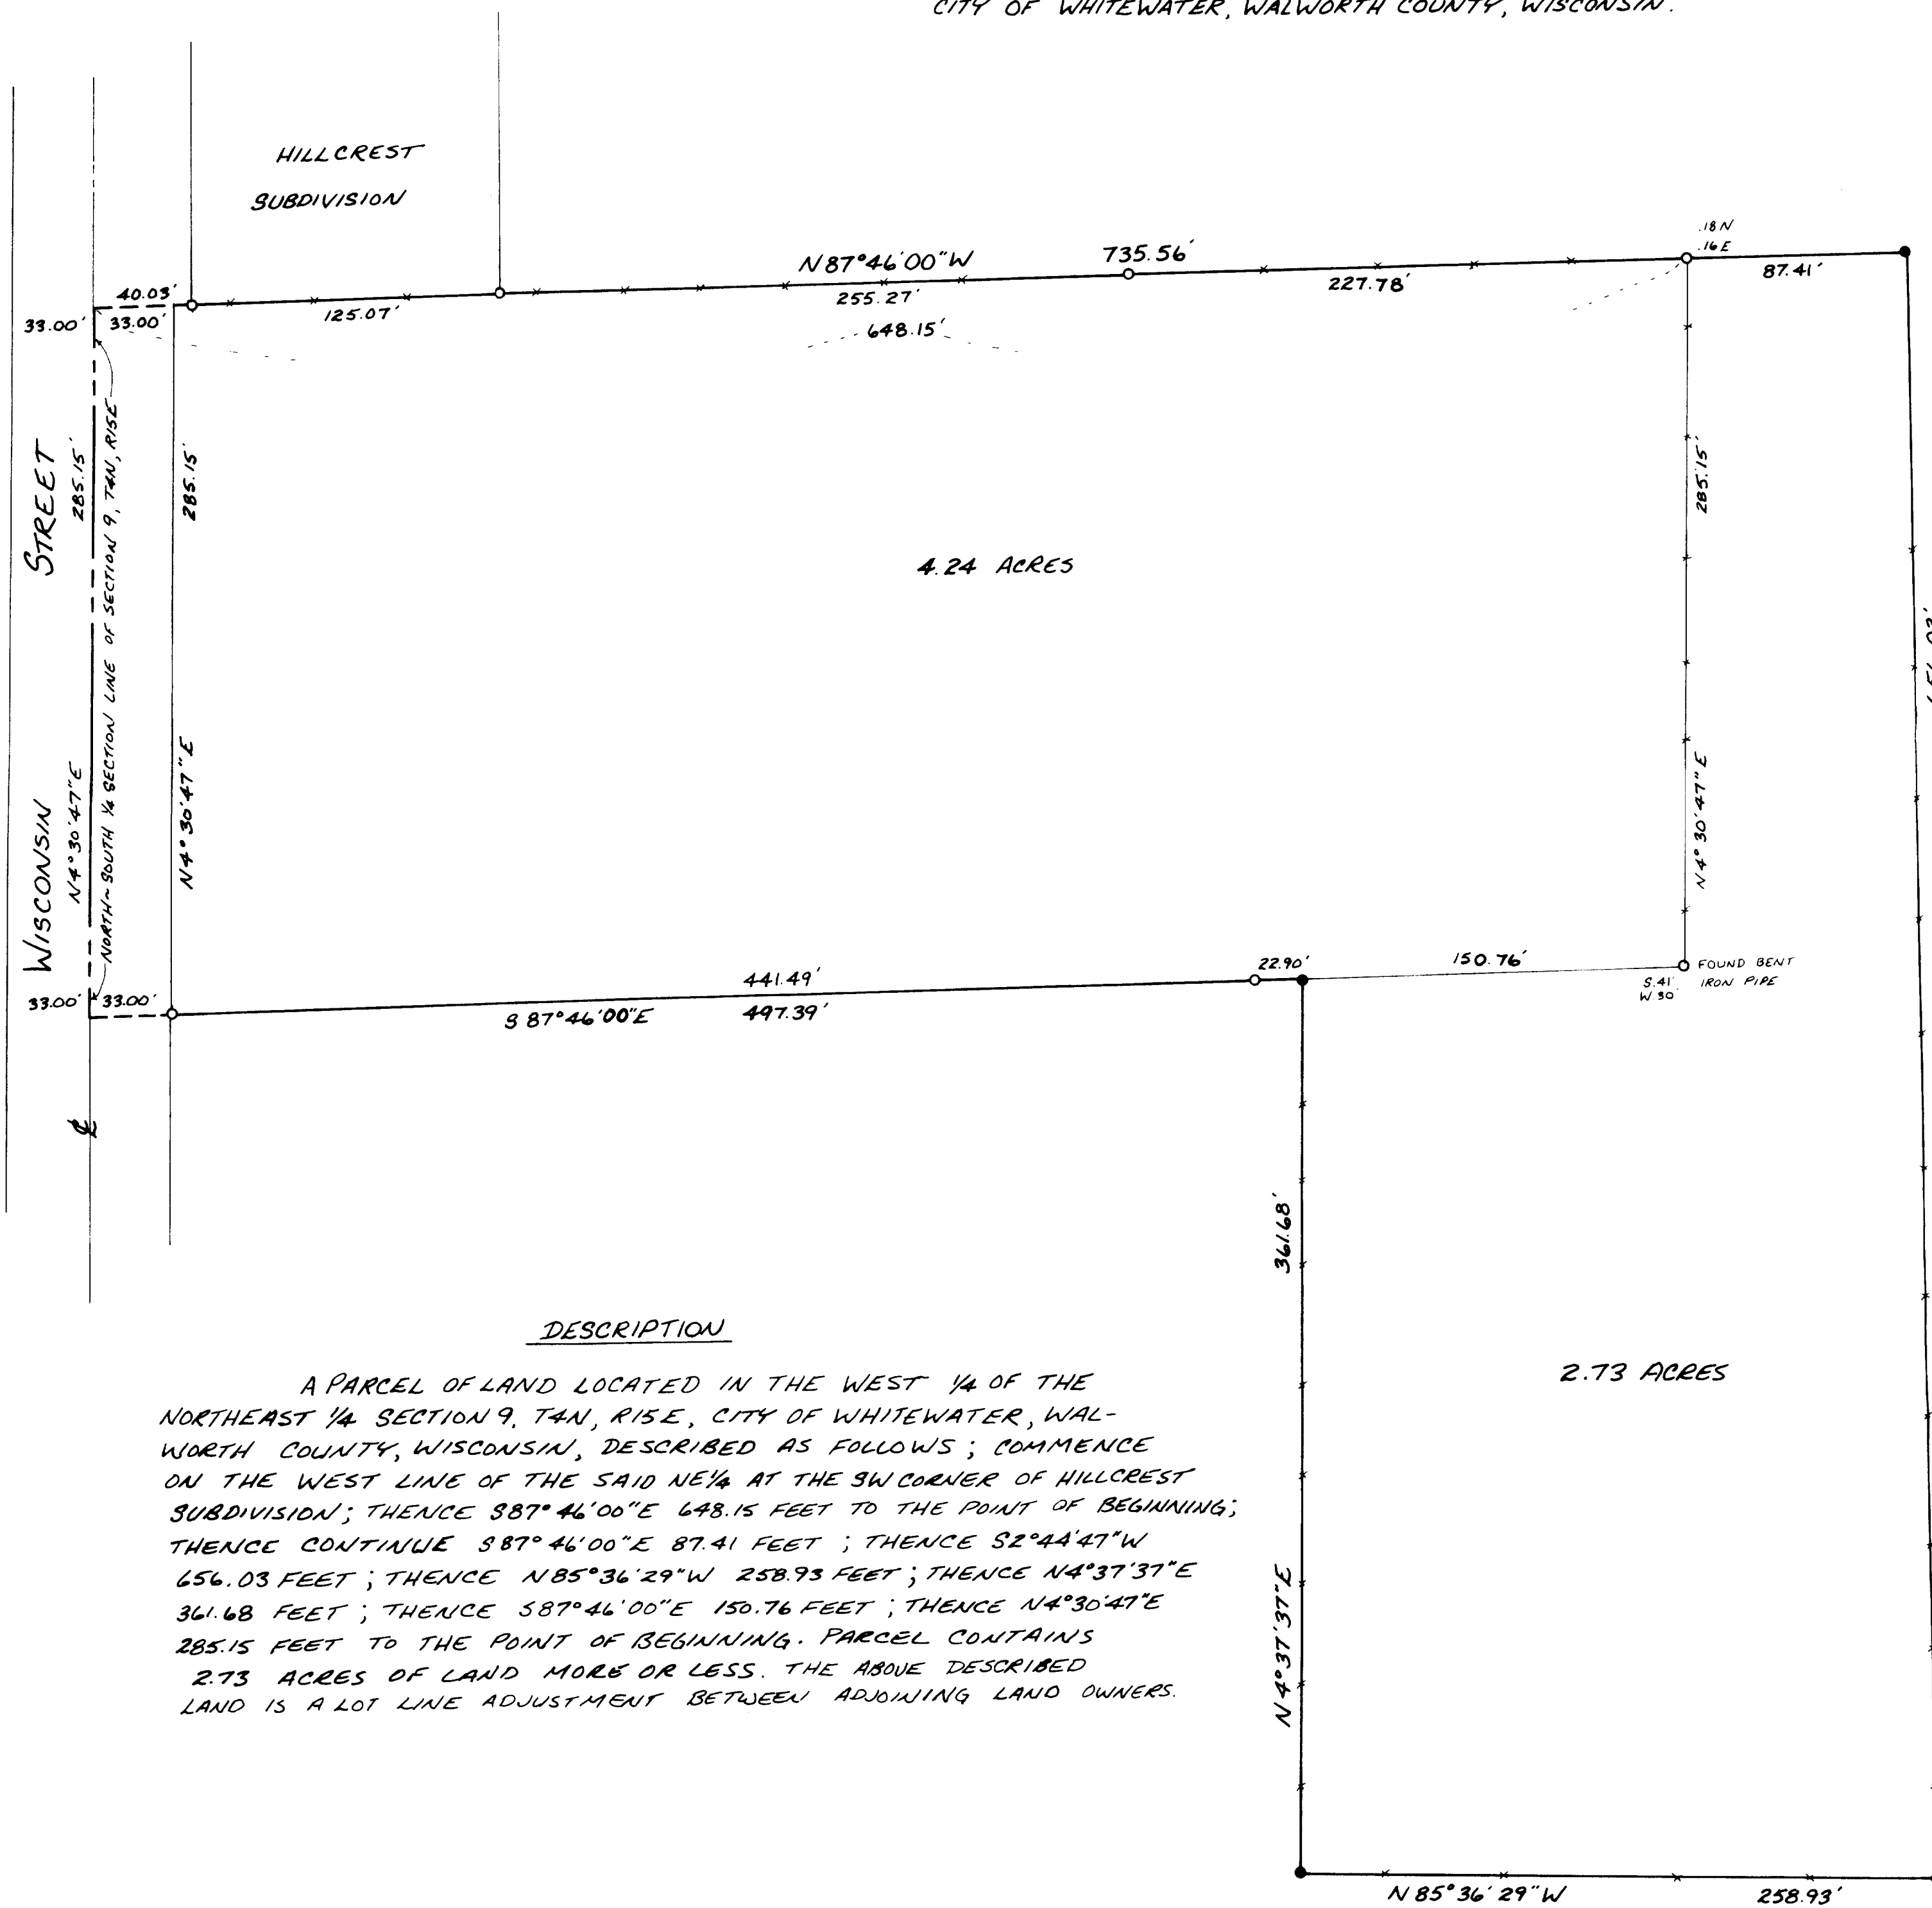 CITY OF WHITEWATER, WALWORTH COUNTY, WISCONSIN.
HILLCREST
SUBDIVISION
.18 N
.16 E
N87°46'00"W 735.56'
87.41'
40.03'
33.00' 33.00'
125.07'
255.27'
227.78'
648.15'
WISCONSIN STREET
N4°30'47"E 285.15'
NORTH~SOUTH 1/4 SECTION LINE OF SECTION 9, T4N, R15E
N4°30'47"E 285.15'
4.24 ACRES
N4°30'47"E 285.15'
656.03'
441.49'
22.90'
150.76'
FOUND BENT
IRON PIPE
S.41'
W.30'
33.00' 33.00'
S87°46'00"E 497.39'
℄
N4°37'37"E 361.68'
2.73 ACRES
DESCRIPTION
A PARCEL OF LAND LOCATED IN THE WEST 1/4 OF THE
NORTHEAST 1/4 SECTION 9, T4N, R15E, CITY OF WHITEWATER, WAL-
WORTH COUNTY, WISCONSIN, DESCRIBED AS FOLLOWS; COMMENCE
ON THE WEST LINE OF THE SAID NE1/4 AT THE SW CORNER OF HILLCREST
SUBDIVISION; THENCE S87°46'00"E 648.15 FEET TO THE POINT OF BEGINNING;
THENCE CONTINUE S87°46'00"E 87.41 FEET; THENCE S2°44'47"W
656.03 FEET; THENCE N85°36'29"W 258.93 FEET; THENCE N4°37'37"E
361.68 FEET; THENCE S87°46'00"E 150.76 FEET; THENCE N4°30'47"E
285.15 FEET TO THE POINT OF BEGINNING. PARCEL CONTAINS
2.73 ACRES OF LAND MORE OR LESS. THE ABOVE DESCRIBED
LAND IS A LOT LINE ADJUSTMENT BETWEEN ADJOINING LAND OWNERS.
N85°36'29"W 258.93'